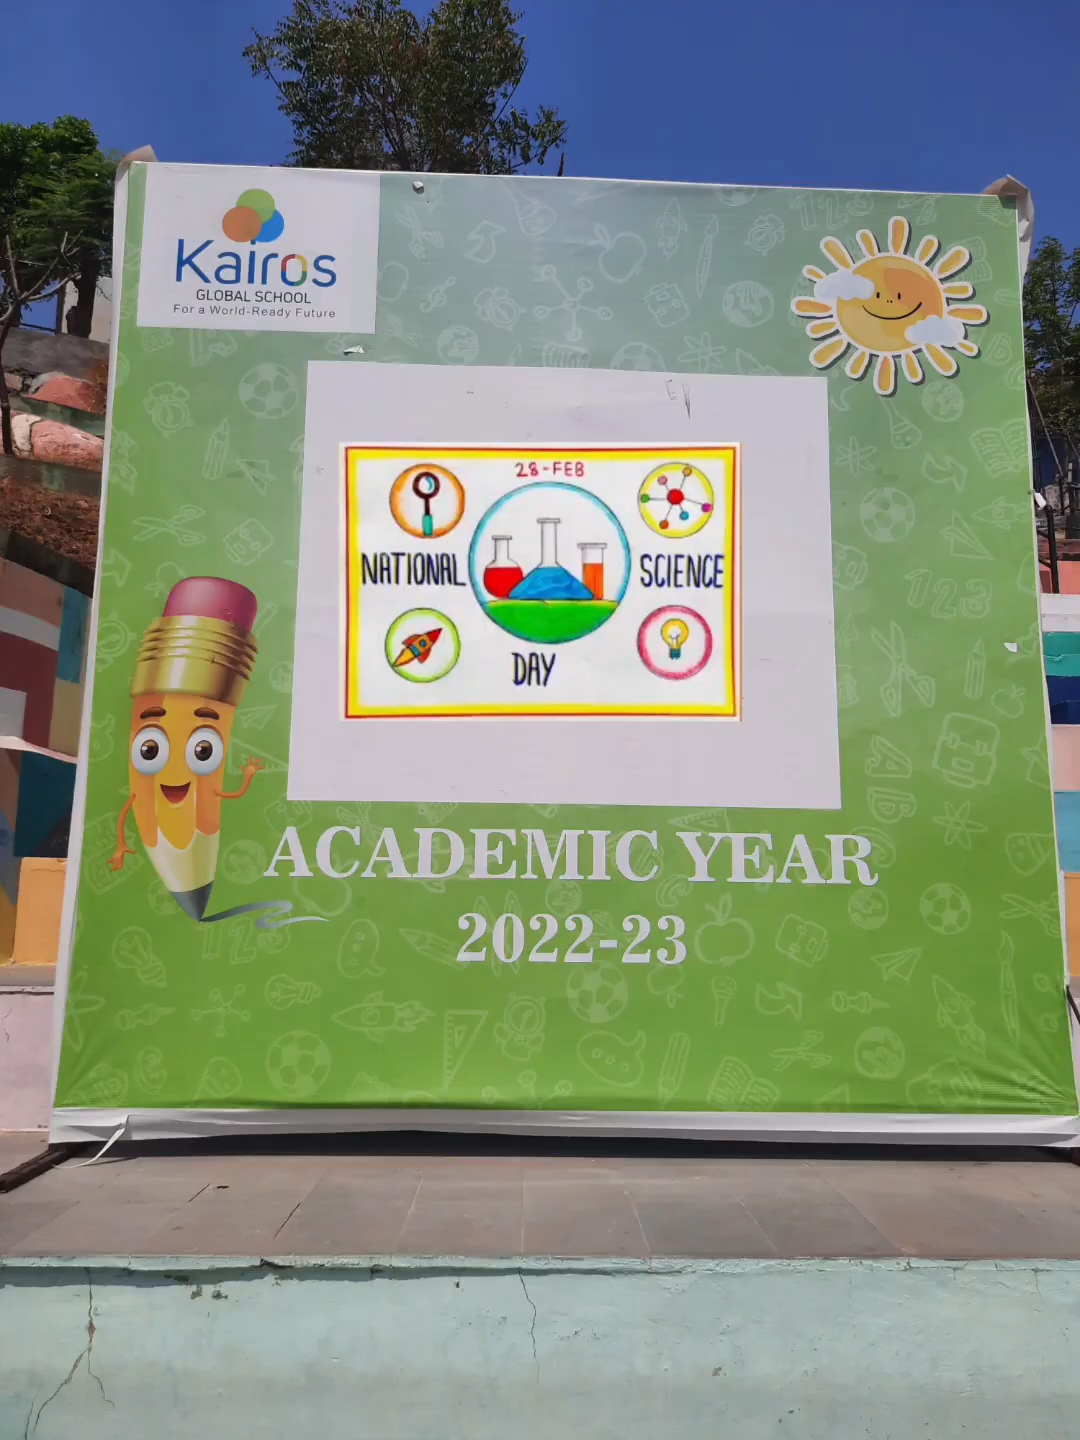 Kairos
GLOBAL SCHOOL
For a World-Ready Future
28-FEB
NATIONAL SCIENCE
DAY
ACADEMIC YEAR
2022-23